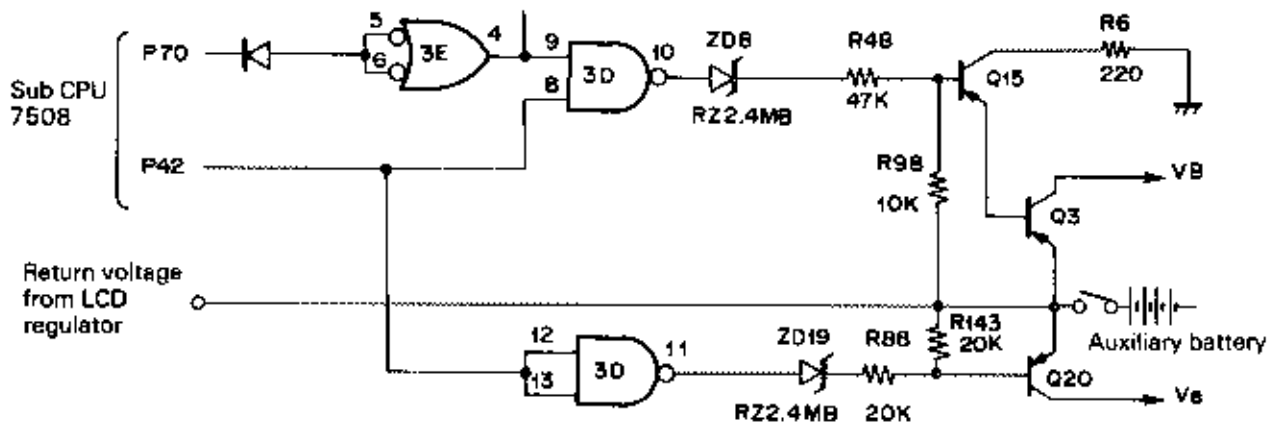 Sub CPU
7508
P70
P42
5
6
3E
4
9
8
3D
10
ZD8
RZ2.4MB
R48
47K
Q15
R6
220
R98
10K
VB
Q3
Return voltage
from LCD
regulator
12
13
3D
11
ZD19
RZ2.4MB
R88
20K
R143
20K
Auxiliary battery
Q20